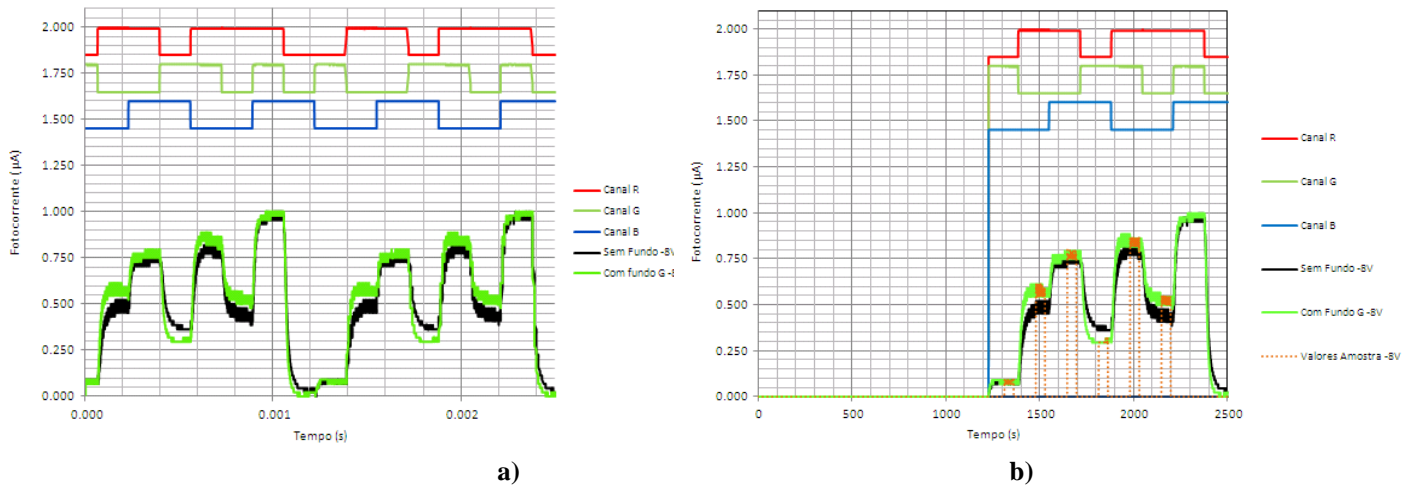 2.000
1.750
1.500
1.250
1.000
0.750
0.500
0.250
0.000
Fotocorrente (µA)
0.000
0.001
0.002
Tempo (s)
Canal R
Canal G
Canal B
Sem Fundo -8V
Com fundo G -8
a)
2.000
1.750
1.500
1.250
1.000
0.750
0.500
0.250
0.000
Fotocorrente (µA)
0
500
1000
1500
2000
2500
Tempo (s)
Canal R
Canal G
Canal B
Sem Fundo -8V
Com Fundo G -8V
Valores Amostra -8V
b)